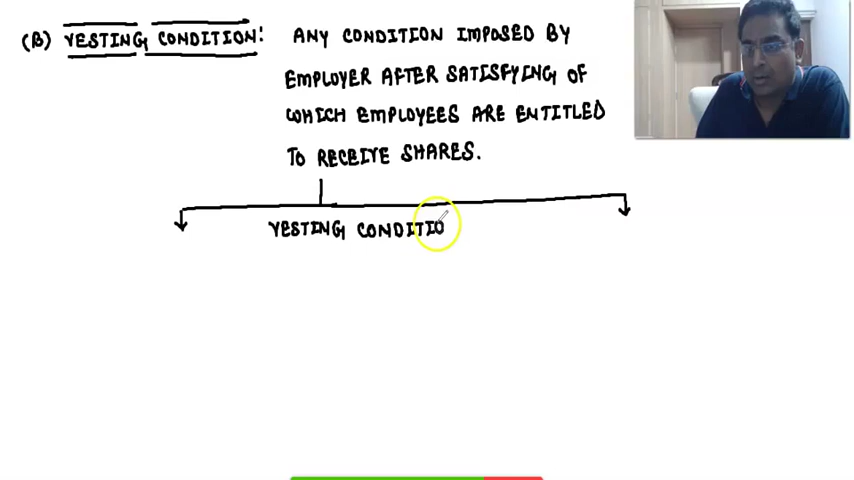 (B) VESTING CONDITION: ANY CONDITION IMPOSED BY
EMPLOYER AFTER SATISFYING OF
WHICH EMPLOYEES ARE ENTITLED
TO RECEIVE SHARES.
VESTING CONDITIO